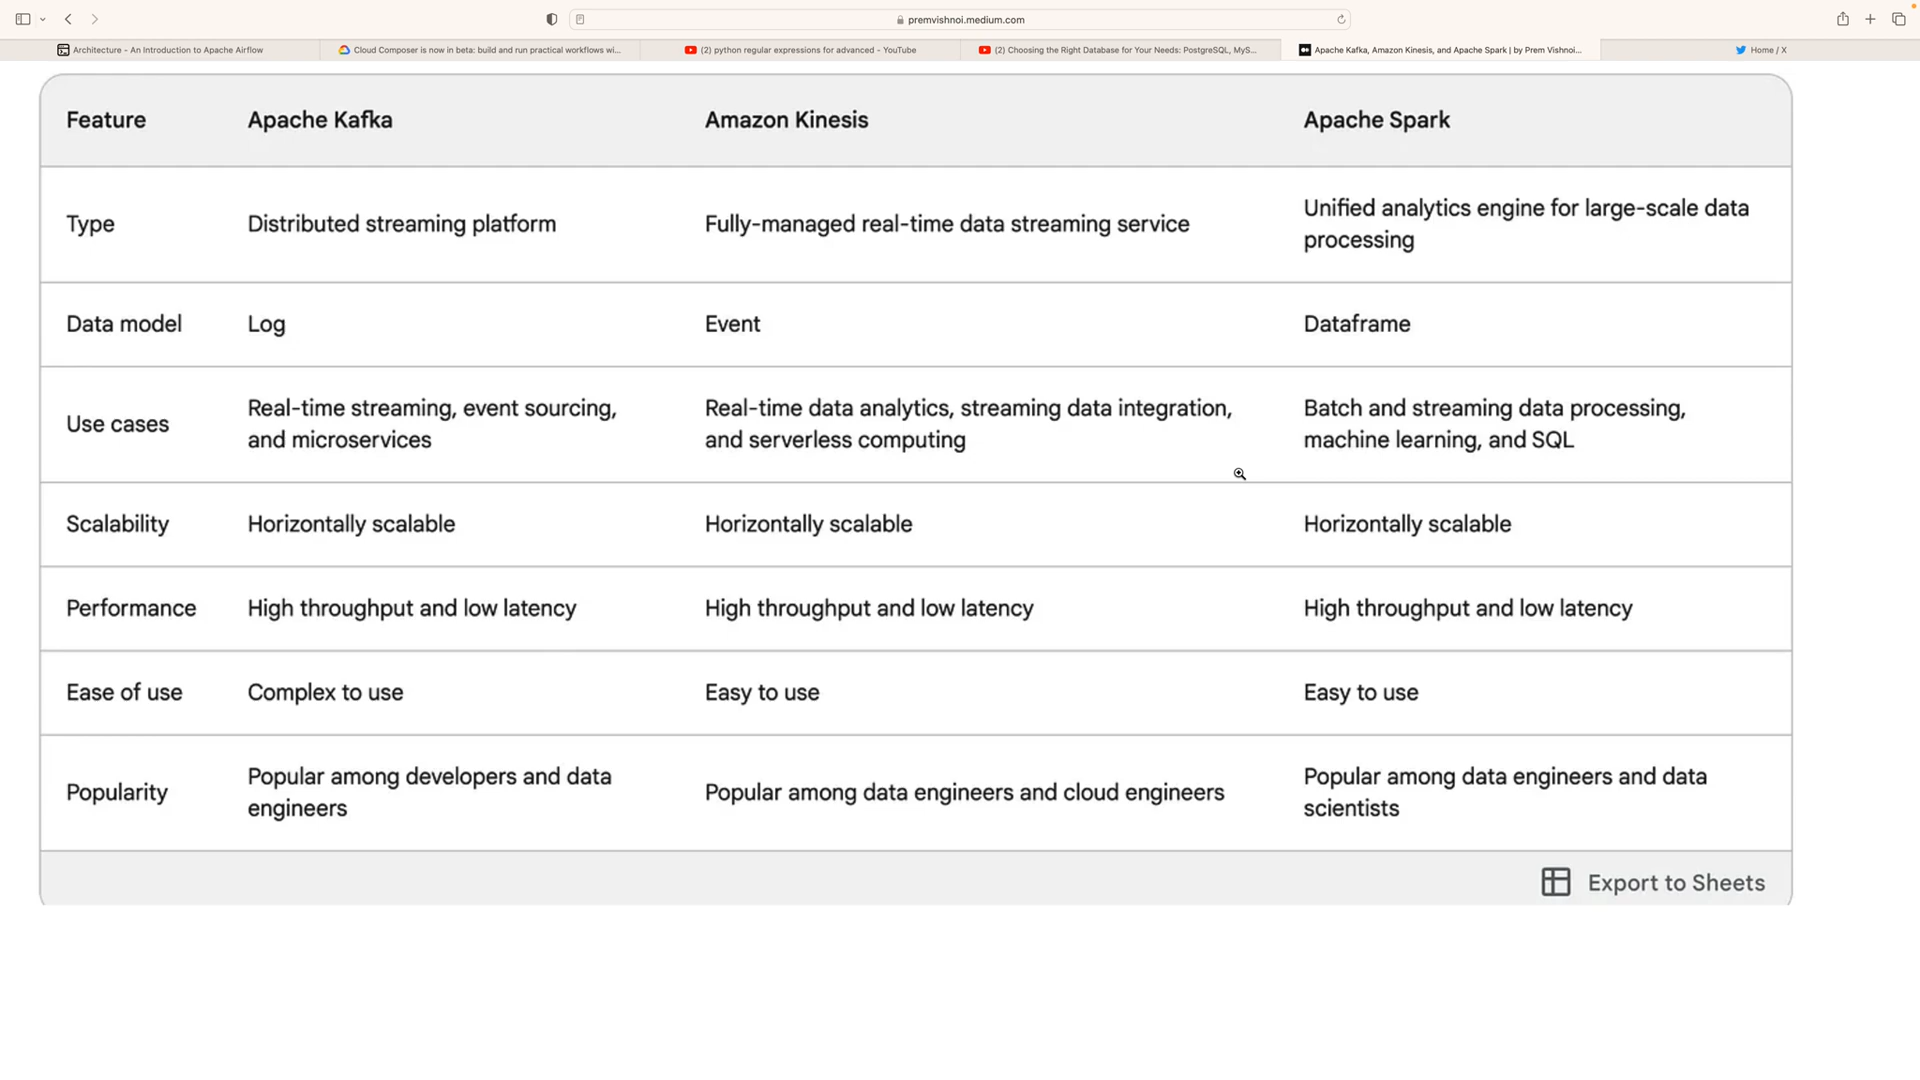 premvishnoi.medium.com
Architecture - An Introduction to Apache Airflow
Cloud Composer is now in beta: build and run practical workflows wi...
(2) python regular expressions for advanced - YouTube
(2) Choosing the Right Database for Your Needs: PostgreSQL, MyS...
Apache Kafka, Amazon Kinesis, and Apache Spark | by Prem Vishnoi...
Home / X
Feature Apache Kafka Amazon Kinesis Apache Spark
Type Distributed streaming platform Fully-managed real-time data streaming service Unified analytics engine for large-scale data
processing
Data model Log Event Dataframe
Use cases Real-time streaming, event sourcing,
and microservices
Real-time data analytics, streaming data integration,
and serverless computing
Batch and streaming data processing,
machine learning, and SQL
Scalability Horizontally scalable Horizontally scalable Horizontally scalable
Performance High throughput and low latency High throughput and low latency High throughput and low latency
Ease of use Complex to use Easy to use Easy to use
Popularity Popular among developers and data
engineers
Popular among data engineers and cloud engineers
Popular among data engineers and data
scientists
Export to Sheets